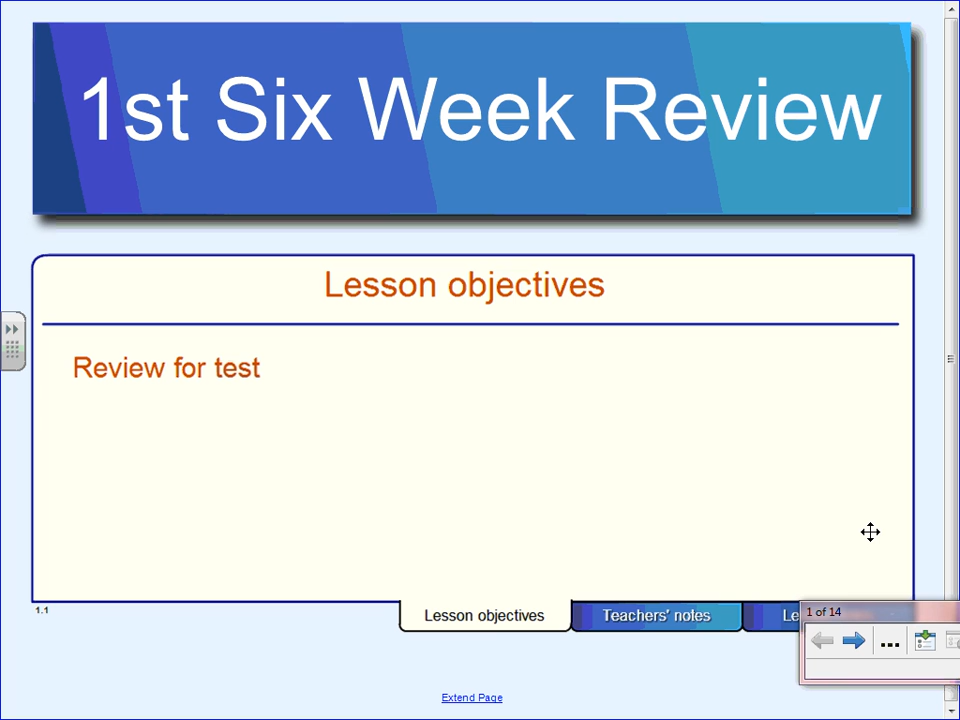 1st Six Week Review
Lesson objectives
Review for test
1.1
Lesson objectives
Teachers' notes
Le
1 of 14
...
Extend Page